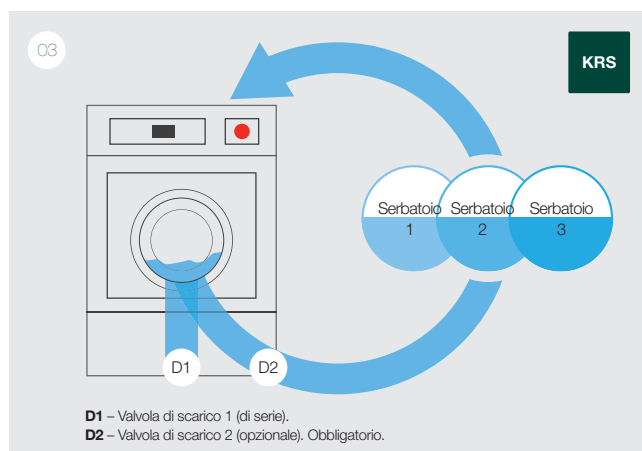 03
KRS
Serbatoio Serbatoio Serbatoio
1 2 3
D1 D2
D1 – Valvola di scarico 1 (di serie).
D2 – Valvola di scarico 2 (opzionale). Obbligatorio.